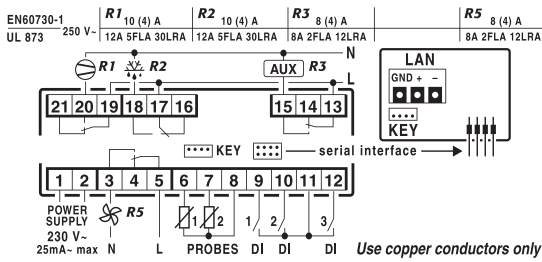 EN60730-1
UL 873
250 V~
R1 10 (4) A
12A 5FLA 30LRA
R2 10 (4) A
12A 5FLA 30LRA
R3 8 (4) A
8A 2FLA 12LRA
R5 8 (4) A
8A 2FLA 12LRA
N
R1 R2 AUX R3 L
21 20 19 18 17 16 15 14 13
LAN
GND + -
KEY
KEY serial interface
1 2 3 4 5 6 7 8 9 10 11 12
POWER
SUPPLY
230 V~
25mA~ max
R5
N L
1 2
PROBES
1 2 3
DI DI DI
Use copper conductors only